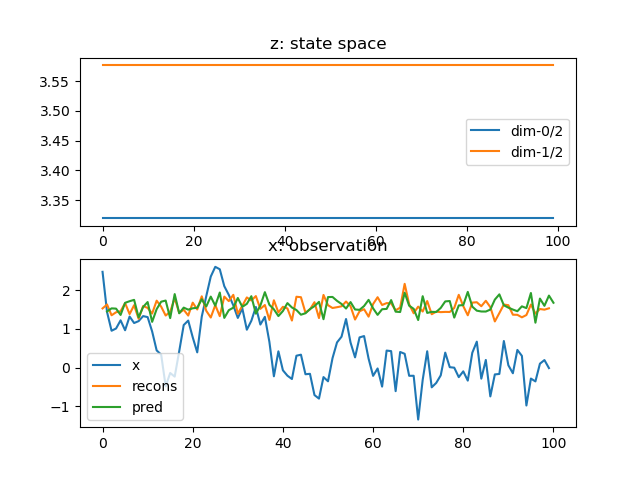 z: state space
3.55
3.50
3.45
3.40
3.35
dim-0/2
dim-1/2
0 20 40 60 80 100
x: observation
2
1
0
−1
x
recons
pred
0 20 40 60 80 100